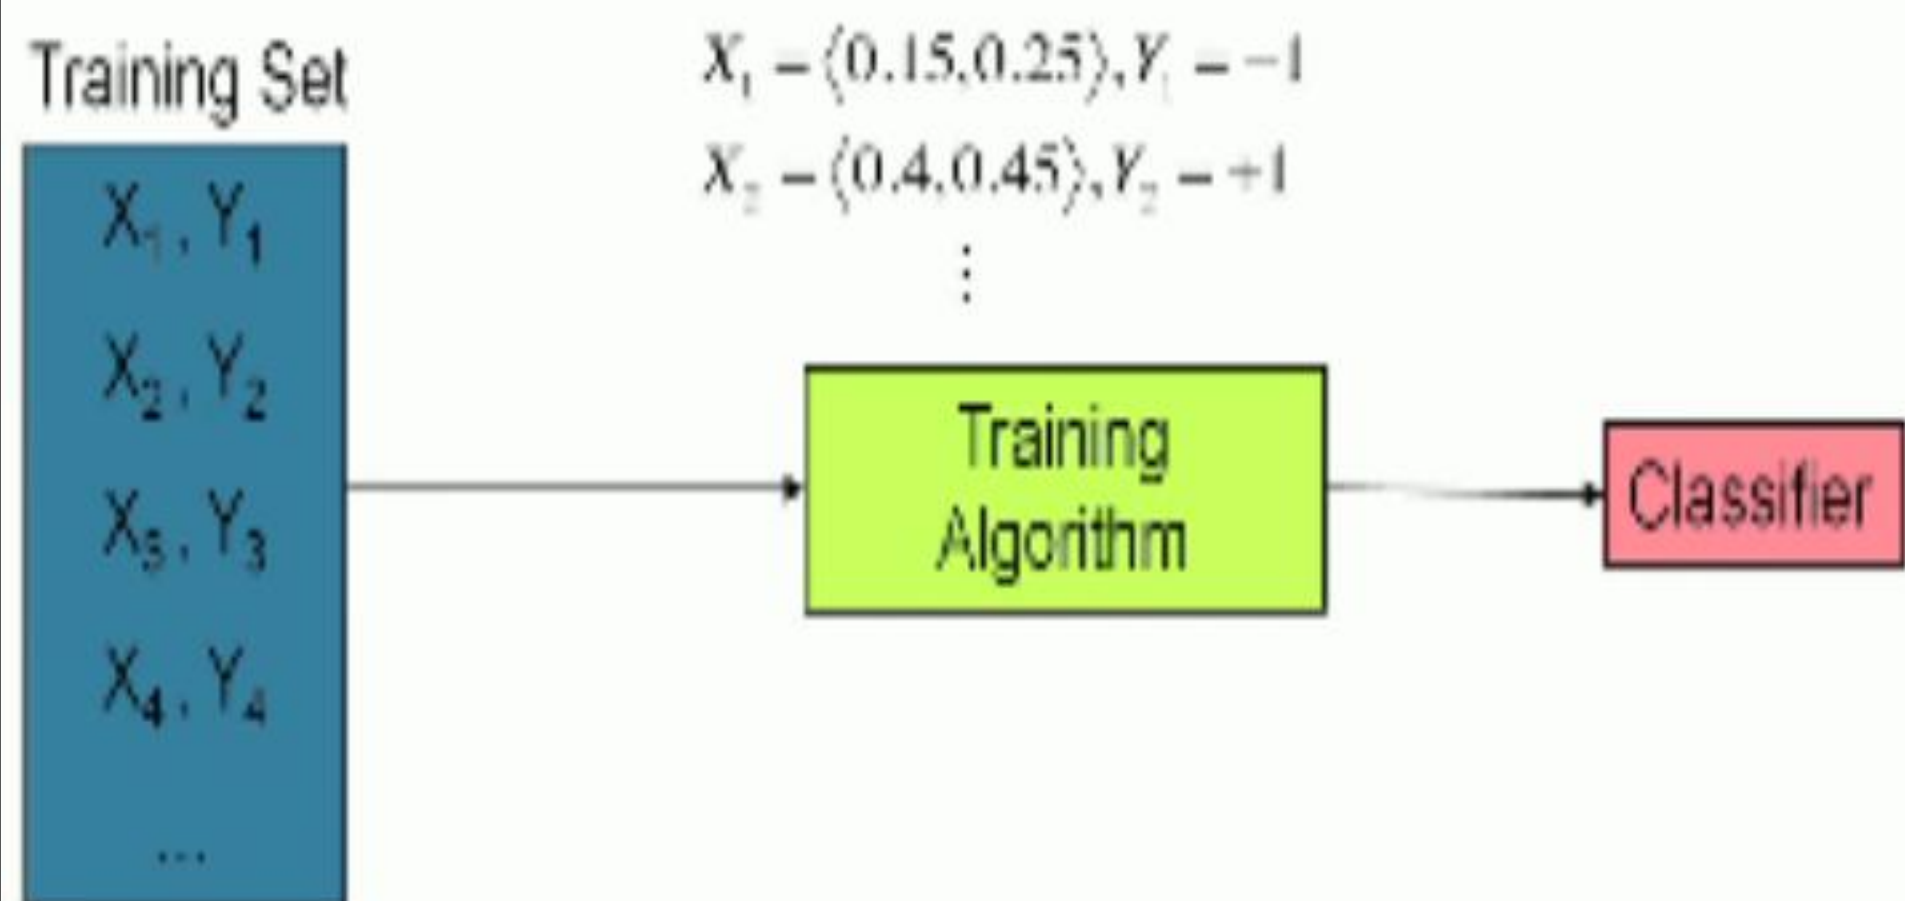 Training Set
X₁, Y₁
X₂, Y₂
X₃, Y₃
X₄, Y₄
...
X₁ = ⟨0.15,0.25⟩,Y₁ = −1
X₂ = ⟨0.4,0.45⟩,Y₂ = +1
⋮
Training
Algorithm
Classifier